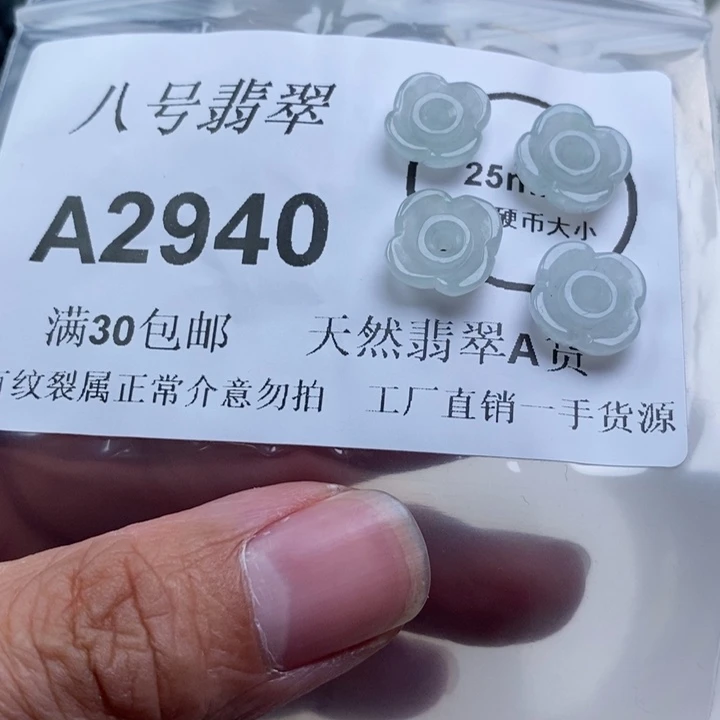 八号翡翠
A2940
25m
硬币大小
满30包邮 天然翡翠A货
纹裂属正常介意勿拍 工厂直销一手货源